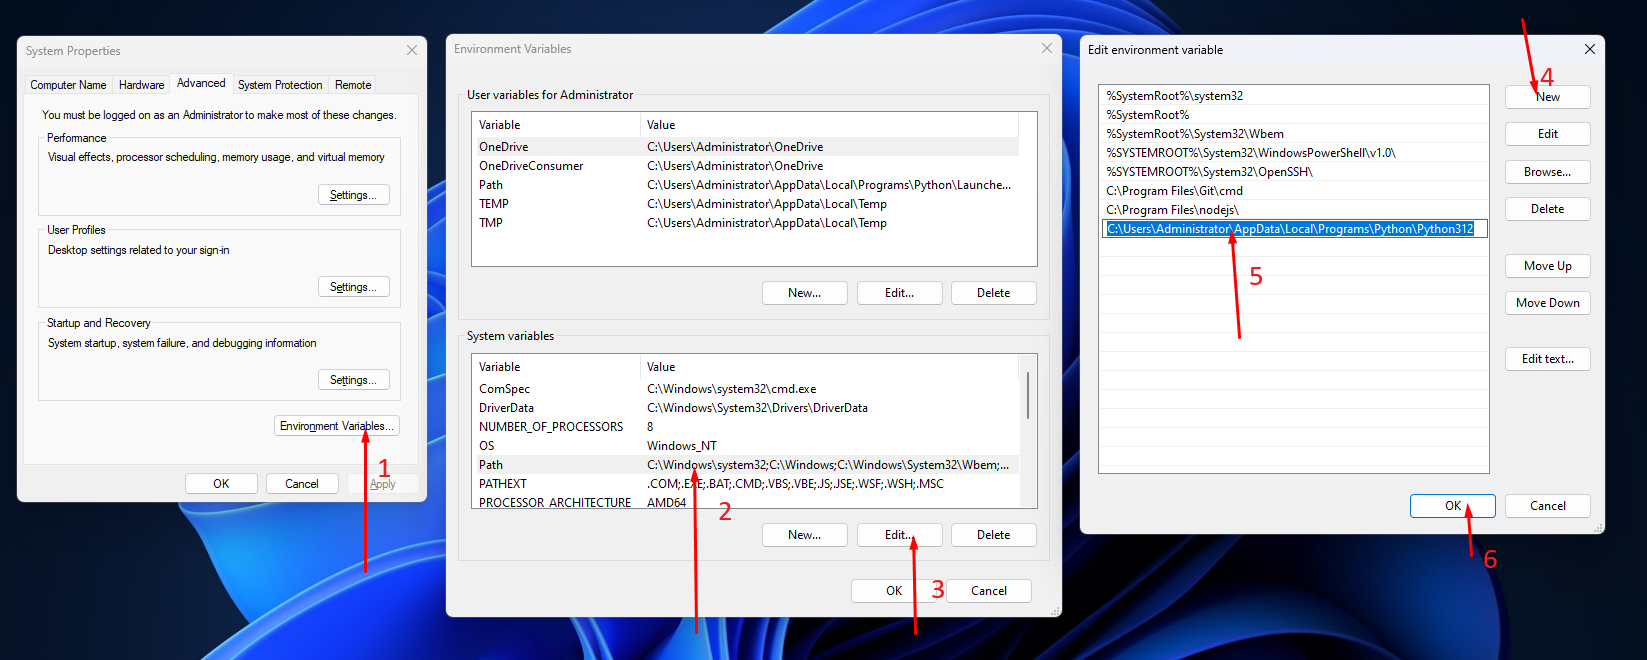 System Properties
Computer Name Hardware Advanced System Protection Remote
You must be logged on as an Administrator to make most of these changes.
Performance
Visual effects, processor scheduling, memory usage, and virtual memory
Settings...
User Profiles
Desktop settings related to your sign-in
Settings...
Startup and Recovery
System startup, system failure, and debugging information
Settings...
Environment Variables...
1
OK Cancel Apply
Environment Variables
User variables for Administrator
Variable Value
OneDrive C:\Users\Administrator\OneDrive
OneDriveConsumer C:\Users\Administrator\OneDrive
Path C:\Users\Administrator\AppData\Local\Programs\Python\Launche...
TEMP C:\Users\Administrator\AppData\Local\Temp
TMP C:\Users\Administrator\AppData\Local\Temp
New... Edit... Delete
System variables
Variable Value
ComSpec C:\Windows\system32\cmd.exe
DriverData C:\Windows\System32\Drivers\DriverData
NUMBER_OF_PROCESSORS 8
OS Windows_NT
Path C:\Windows\system32;C:\Windows;C:\Windows\System32\Wbem;...
PATHEXT .COM;.EXE;.BAT;.CMD;.VBS;.VBE;.JS;.JSE;.WSF;.WSH;.MSC
PROCESSOR_ARCHITECTURE AMD64
2
New... Edit... Delete
3
OK Cancel
Edit environment variable
4
%SystemRoot%\system32
%SystemRoot%
%SystemRoot%\System32\Wbem
%SYSTEMROOT%\System32\WindowsPowerShell\v1.0\
%SYSTEMROOT%\System32\OpenSSH\
C:\Program Files\Git\cmd
C:\Program Files\nodejs\
C:\Users\Administrator\AppData\Local\Programs\Python\Python312
5
New
Edit
Browse...
Delete
Move Up
Move Down
Edit text...
OK Cancel
6